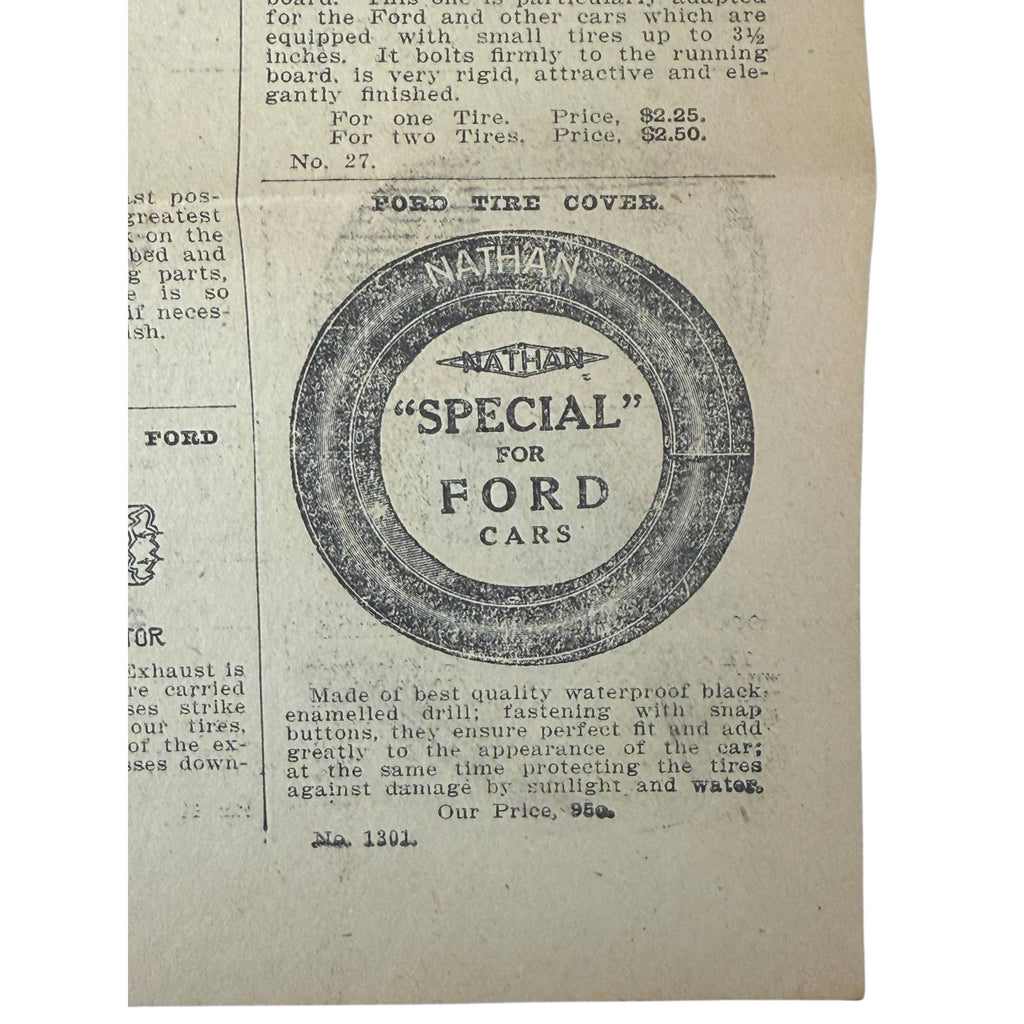 board. This one is particularly adapted
for the Ford and other cars which are
equipped with small tires up to 3½
inches. It bolts firmly to the running
board, is very rigid, attractive and ele-
gantly finished.
For one Tire. Price, $2.25.
For two Tires. Price, $2.50.
No. 27.
st pos-
greatest
on the
bed and
g parts,
e is so
if neces-
ish.
FORD
TOR
Exhaust is
re carried
ses strike
our tires,
of the ex-
sses down-
FORD TIRE COVER.
NATHAN
NATHAN
"SPECIAL"
FOR
FORD
CARS
Made of best quality waterproof black
enamelled drill; fastening with snap
buttons, they ensure perfect fit and add
greatly to the appearance of the car;
at the same time protecting the tires
against damage by sunlight and water.
Our Price, 95c.
No. 1301.